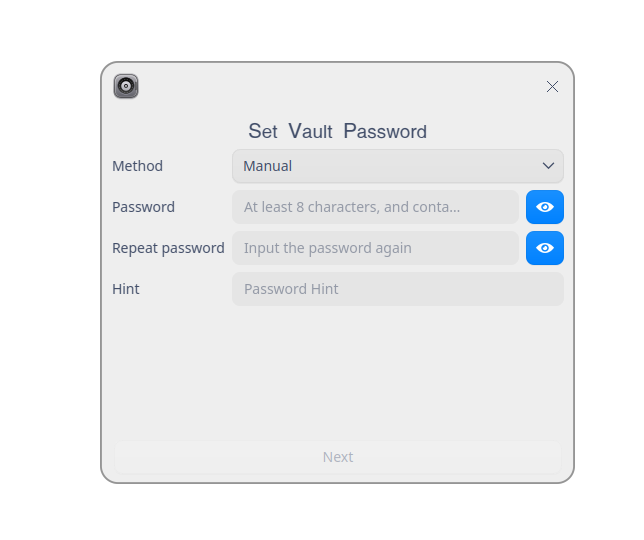 Set Vault Password
Method
Manual
Password
At least 8 characters, and conta...
Repeat password
Input the password again
Hint
Password Hint
Next